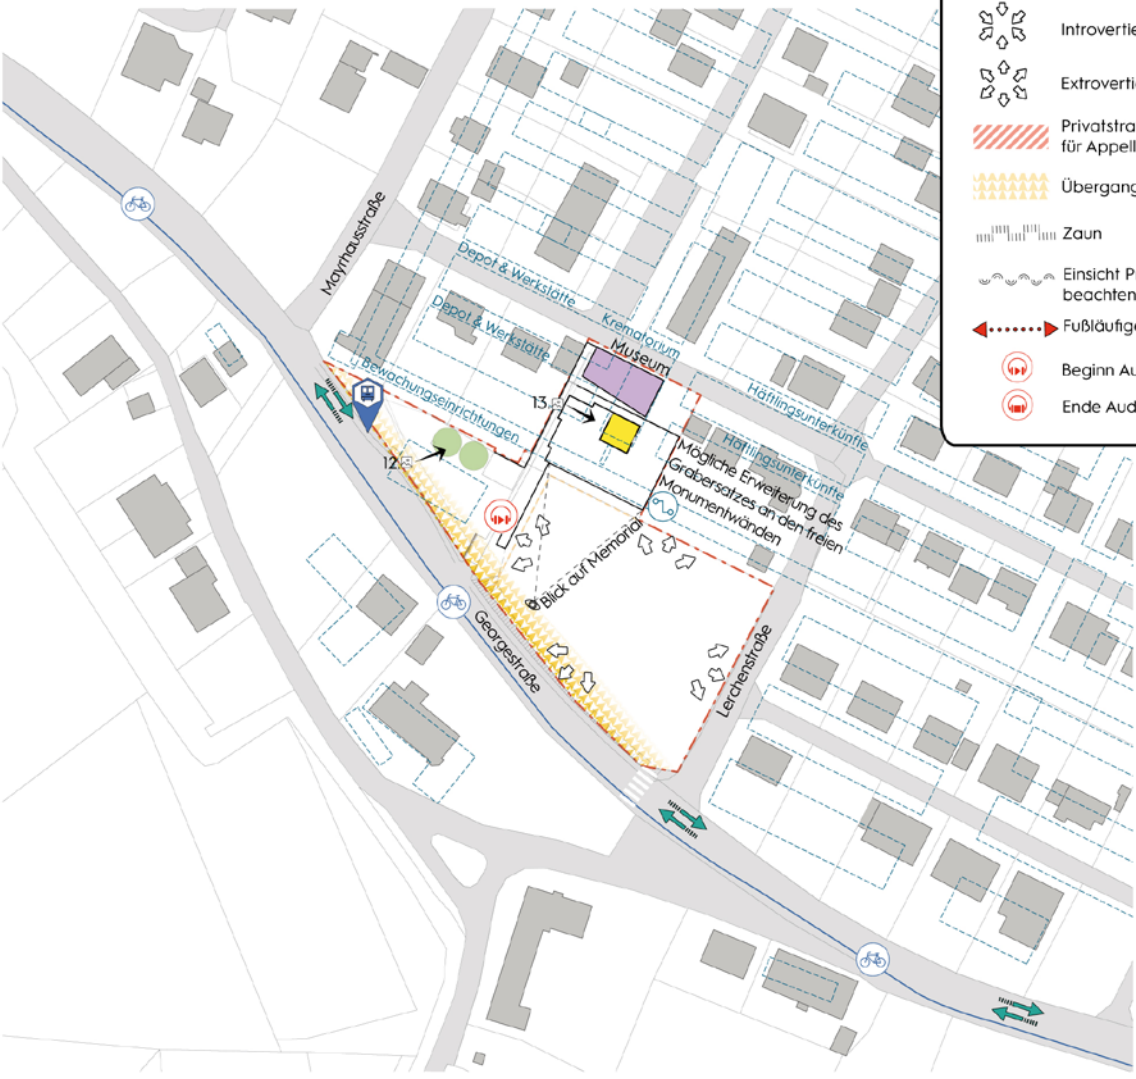 Introvertie
Extrovertie
Privatstra
für Appell
Übergang
Zaun
Einsicht P
beachten
Fußläufige
Beginn Au
Ende Aud
Mayrhausstraße
Depot & Werkstätte
Depot & Werkstätte
Krematorium
Museum
Bewachungseinrichtungen
Häftlingsunterkünfte
Häftlingsunterkünfte
13.
12.
Mögliche Erweiterung des
Grabersatzes an den freien
Monumentwänden
Blick auf Memorial
Georgestraße
Lerchenstraße